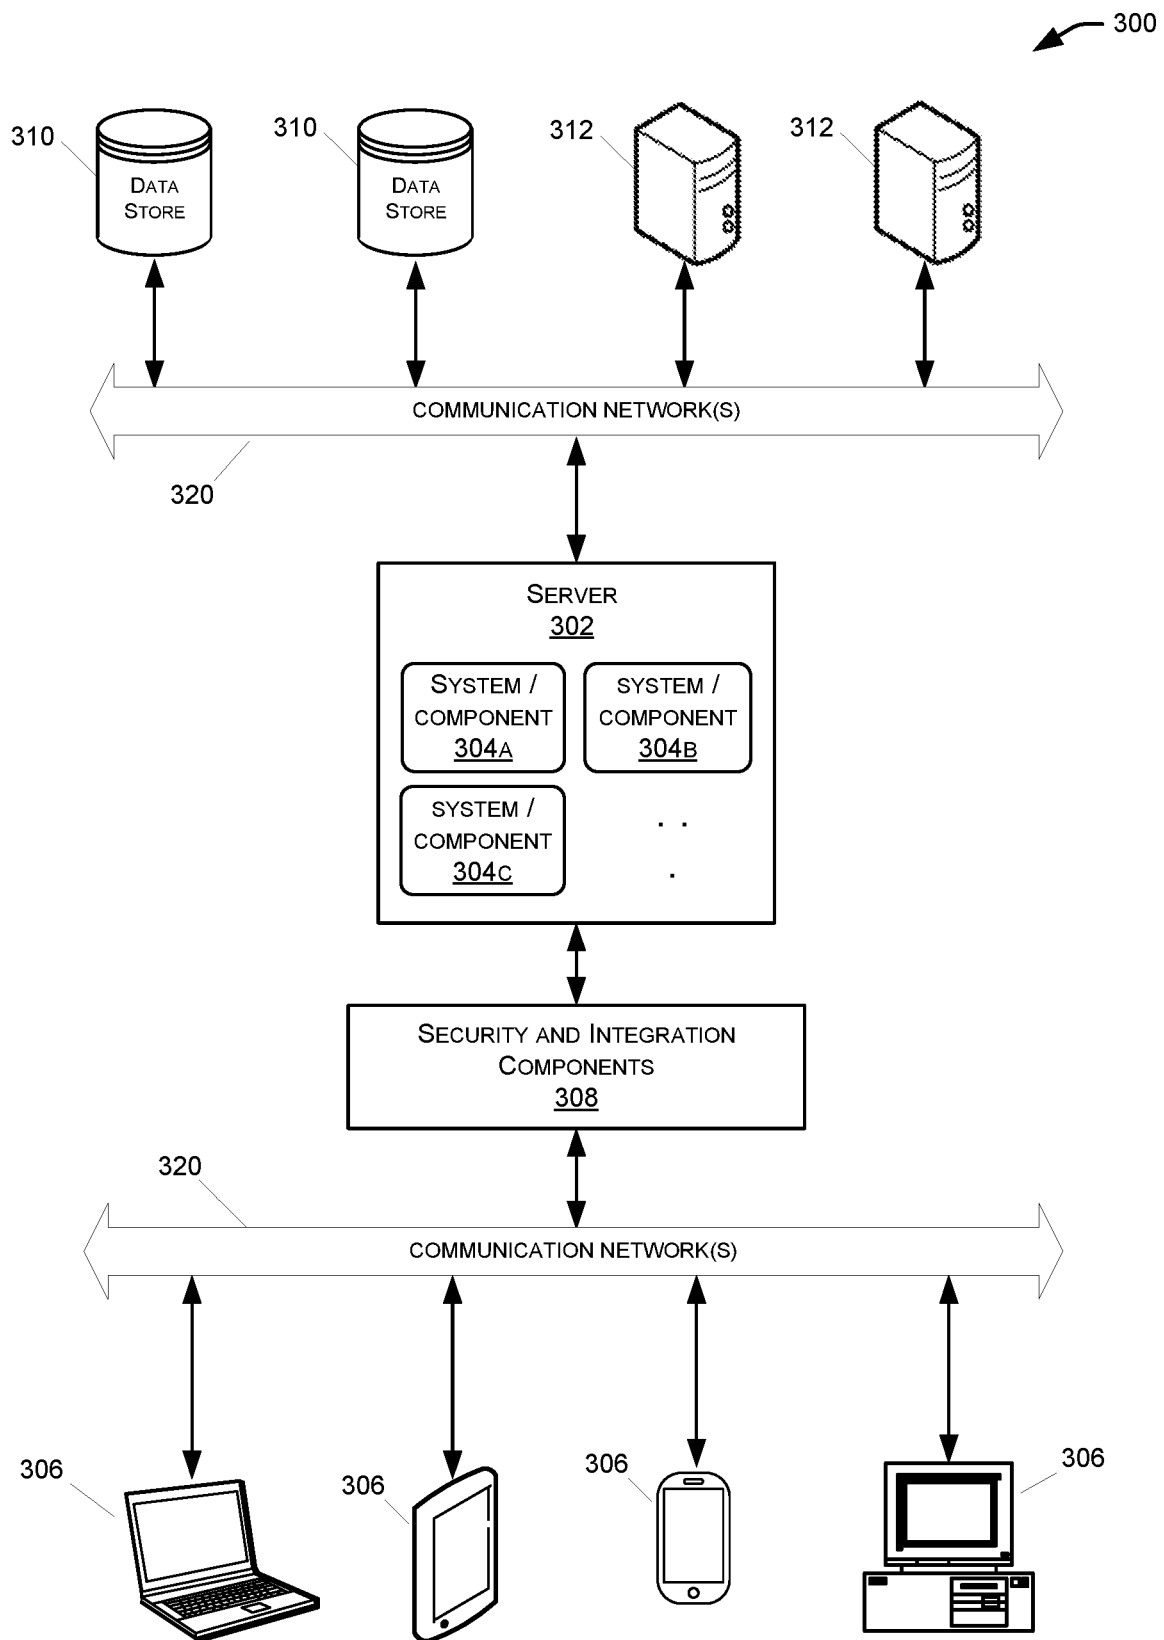 300
310
310
312
312
DATA
STORE
DATA
STORE
COMMUNICATION NETWORK(S)
320
SERVER
302
SYSTEM /
COMPONENT
304A
SYSTEM /
COMPONENT
304B
SYSTEM /
COMPONENT
304C
. .
.
SECURITY AND INTEGRATION
COMPONENTS
308
320
COMMUNICATION NETWORK(S)
306
306
306
306